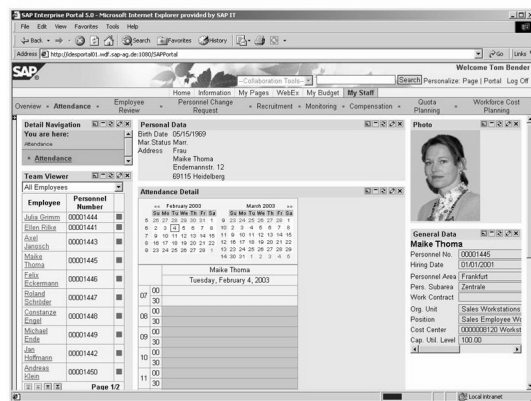 SAP Enterprise Portal 5.0 - Microsoft Internet Explorer provided by SAP IT
File Edit View Favorites Tools Help
Back Search Favorites History
Address http://idesportal01.wdf.sap-ag.de:1080/SAPPortal Go Links
Welcome Tom Bender
SAP --Collaboration Tools-- Search Personalize: Page | Portal Log Off
Home Information My Pages WebEx My Budget My Staff
Overview Attendance Employee Review Personnel Change Request Recruitment Monitoring Compensation Quota Planning Workforce Cost Planning
Detail Navigation
You are here:
Attendance
Attendance
Team Viewer
All Employees
Employee Personnel Number
Julia Grimm 00001444
Ellen Rilke 00001441
Axel Janosch 00001443
Maike Thoma 00001445
Felix Eckermann 00001446
Roland Schröder 00001447
Constanze Engel 00001448
Michael Ende 00001449
Jan Hoffmann 00001442
Andreas Klein 00001450
Page 1/2
Personal Data
Birth Date 05/15/1969
Mar.Status Marr.
Address Frau
Maike Thoma
Maike Thoma
12
69115 Heidelberg
Attendance Detail
February 2003 March 2003
Su Mo Tu We Th Fr Sa Su Mo Tu We Th Fr Sa
Maike Thoma
Tuesday, February 4, 2003
07 00
30
08 00
30
09 00
30
10 00
30
11 00
30
Photo
General Data
Maike Thoma
Personnel No. 00001445
Hiring Date 01/01/2001
Personnel Area Frankfurt
Pers. Subarea Zentrale
Work Contract
Org. Unit Sales Workstations
Position Sales Employee Wo
Cost Center 0000008120 Workst
Cap. Util. Level 100.00
Local intranet